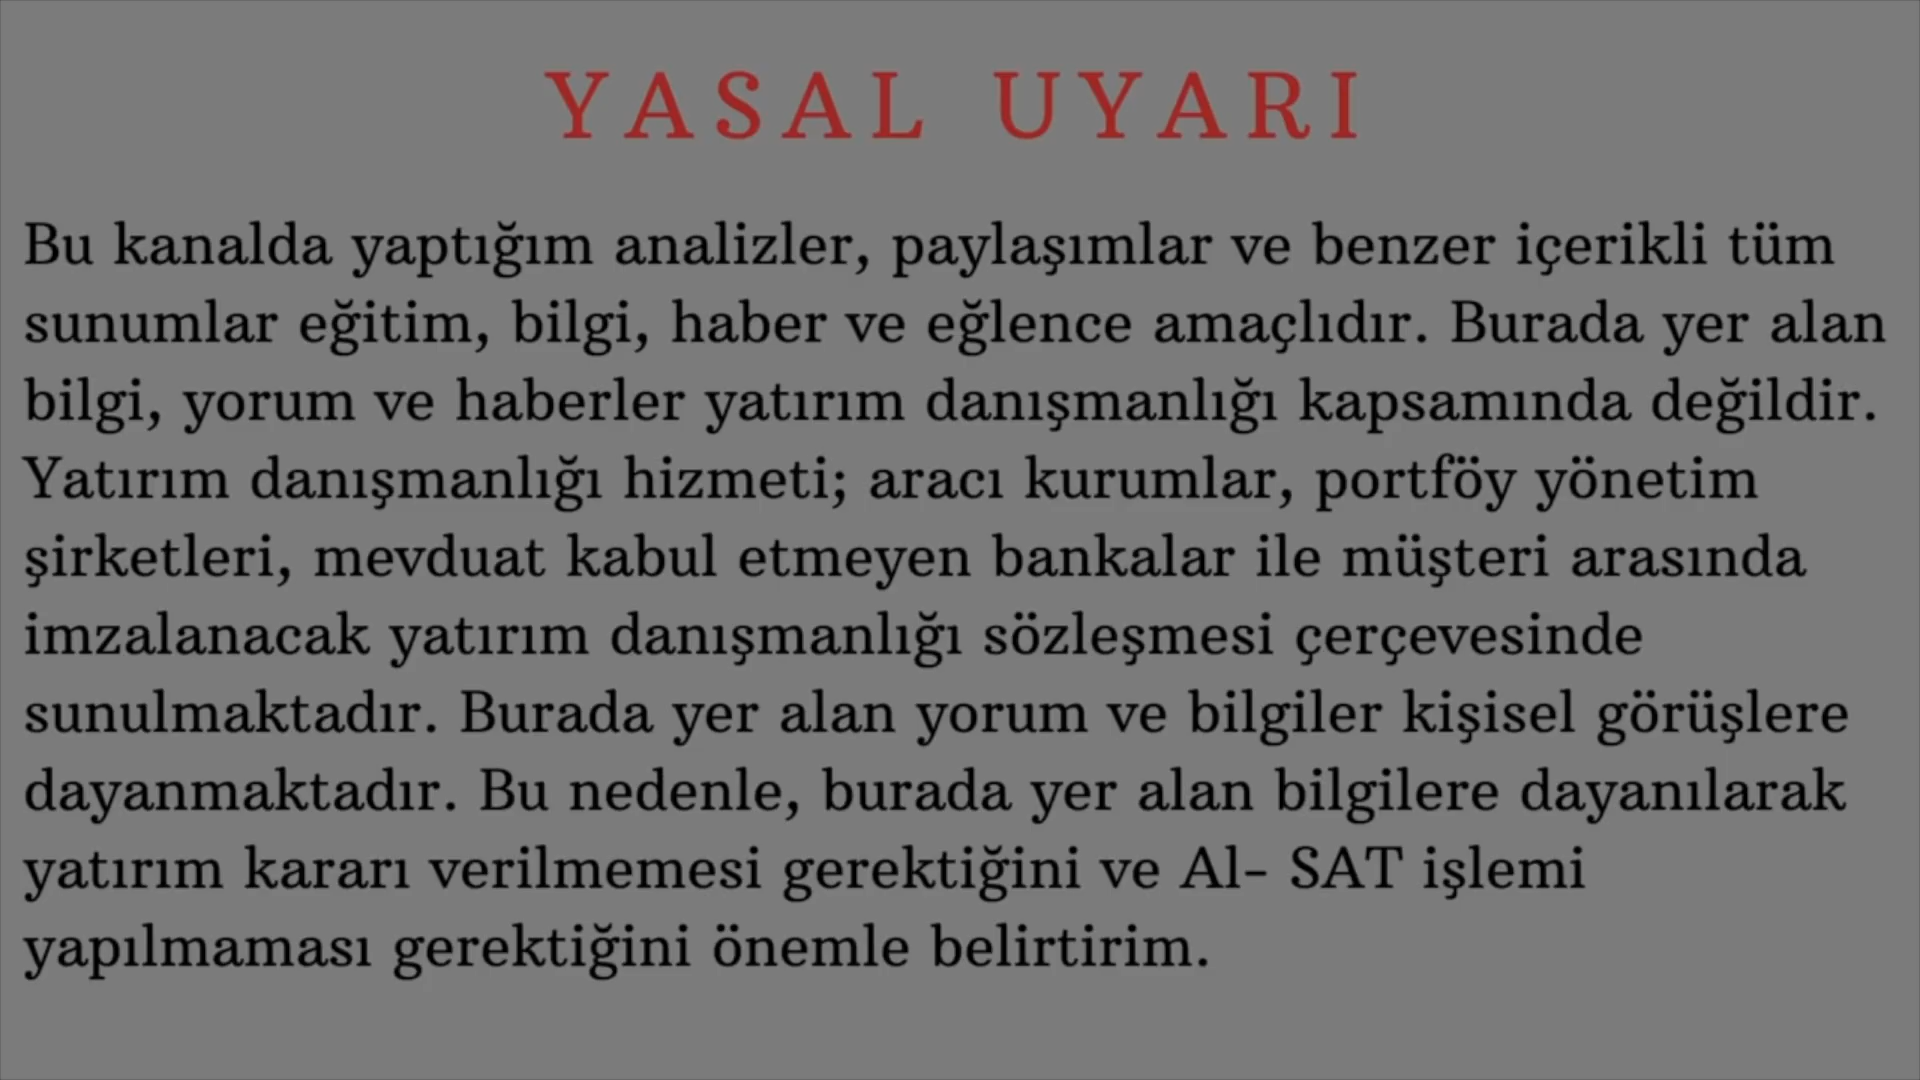 YASAL UYARI
Bu kanalda yaptığım analizler, paylaşımlar ve benzer içerikli tüm
sunumlar eğitim, bilgi, haber ve eğlence amaçlıdır. Burada yer alan
bilgi, yorum ve haberler yatırım danışmanlığı kapsamında değildir.
Yatırım danışmanlığı hizmeti; aracı kurumlar, portföy yönetim
şirketleri, mevduat kabul etmeyen bankalar ile müşteri arasında
imzalanacak yatırım danışmanlığı sözleşmesi çerçevesinde
sunulmaktadır. Burada yer alan yorum ve bilgiler kişisel görüşlere
dayanmaktadır. Bu nedenle, burada yer alan bilgilere dayanılarak
yatırım kararı verilmemesi gerektiğini ve Al- SAT işlemi
yapılmaması gerektiğini önemle belirtirim.